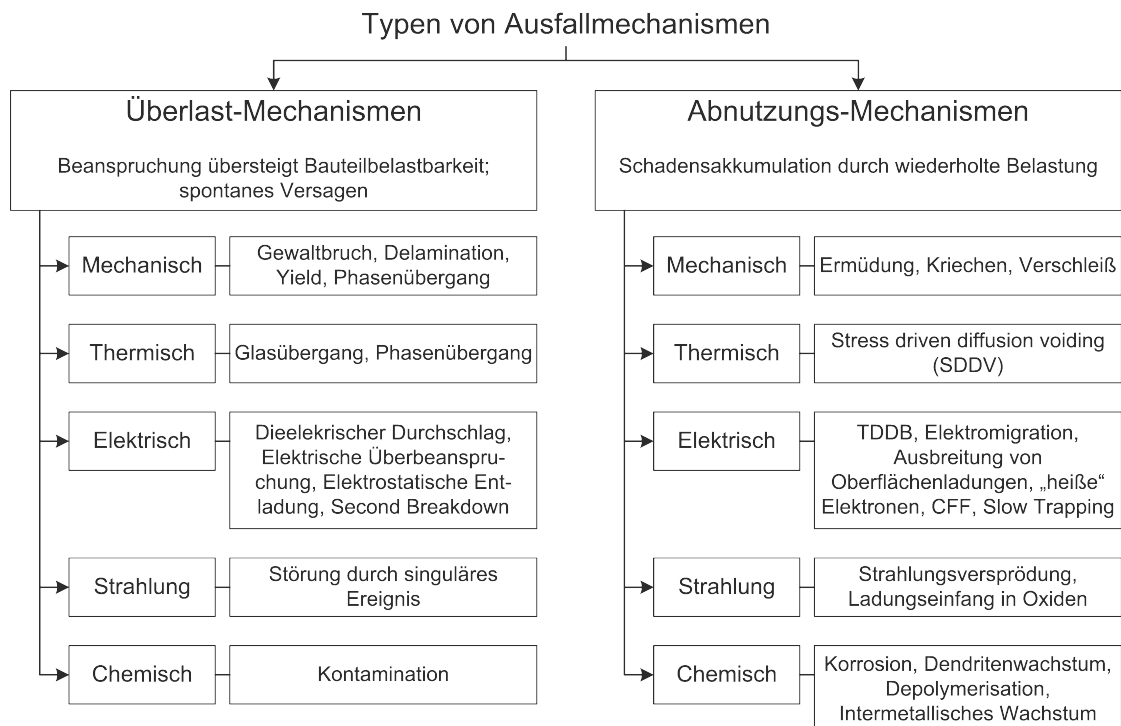 Typen von Ausfallmechanismen
Überlast-Mechanismen
Beanspruchung übersteigt Bauteilbelastbarkeit;
spontanes Versagen
Mechanisch
Gewaltbruch, Delamination,
Yield, Phasenübergang
Thermisch
Glasübergang, Phasenübergang
Elektrisch
Dieelekrischer Durchschlag,
Elektrische Überbeanspru-
chung, Elektrostatische Ent-
ladung, Second Breakdown
Strahlung
Störung durch singuläres
Ereignis
Chemisch
Kontamination
Abnutzungs-Mechanismen
Schadensakkumulation durch wiederholte Belastung
Mechanisch
Ermüdung, Kriechen, Verschleiß
Thermisch
Stress driven diffusion voiding
(SDDV)
Elektrisch
TDDB, Elektromigration,
Ausbreitung von
Oberflächenladungen, „heiße“
Elektronen, CFF, Slow Trapping
Strahlung
Strahlungsversprödung,
Ladungseinfang in Oxiden
Chemisch
Korrosion, Dendritenwachstum,
Depolymerisation,
Intermetallisches Wachstum